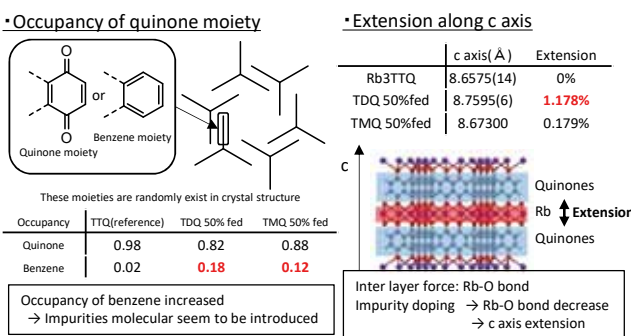 ・Occupancy of quinone moiety
O
or
O
Benzene moiety
Quinone moiety
These moieties are randomly exist in crystal structure
Occupancy TTQ(reference) TDQ 50% fed TMQ 50% fed
Quinone 0.98 0.82 0.88
Benzene 0.02 0.18 0.12
Occupancy of benzene increased
→ Impurities molecular seem to be introduced
・Extension along c axis
c axis(Å) Extension
Rb3TTQ 8.6575(14) 0%
TDQ 50%fed 8.7595(6) 1.178%
TMQ 50%fed 8.67300 0.179%
c
Quinones
Rb Extension
Quinones
Inter layer force: Rb-O bond
Impurity doping → Rb-O bond decrease
→ c axis extension